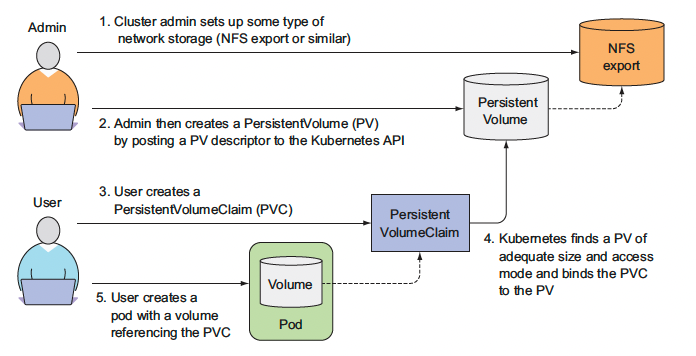 Admin
1. Cluster admin sets up some type of
network storage (NFS export or similar)
NFS
export
Persistent
Volume
2. Admin then creates a PersistentVolume (PV)
by posting a PV descriptor to the Kubernetes API
User
3. User creates a
PersistentVolumeClaim (PVC)
Persistent
VolumeClaim
4. Kubernetes finds a PV of
adequate size and access
mode and binds the PVC
to the PV
Volume
Pod
5. User creates a
pod with a volume
referencing the PVC